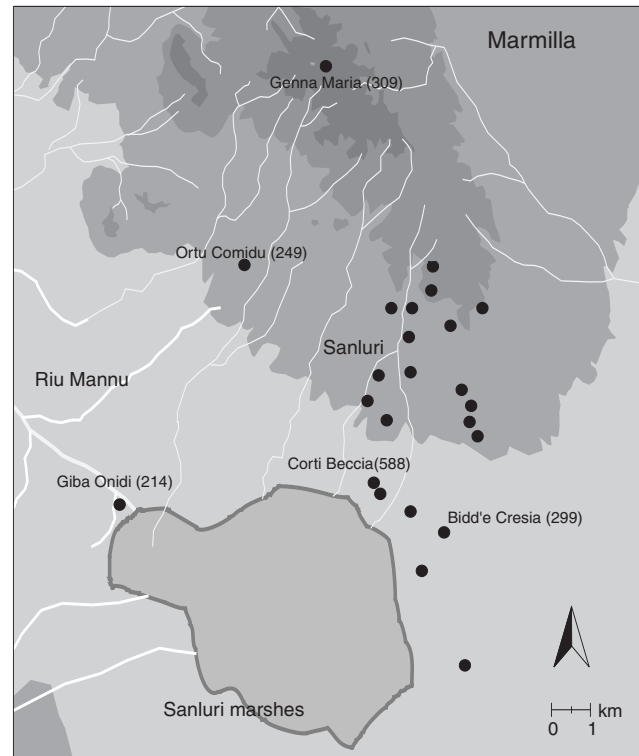 Marmilla
Genna Maria (309)
Ortu Comidu (249)
Sanluri
Riu Mannu
Corti Beccia(588)
Giba Onidi (214)
Bidd'e Cresia (299)
Sanluri marshes
km
0 1